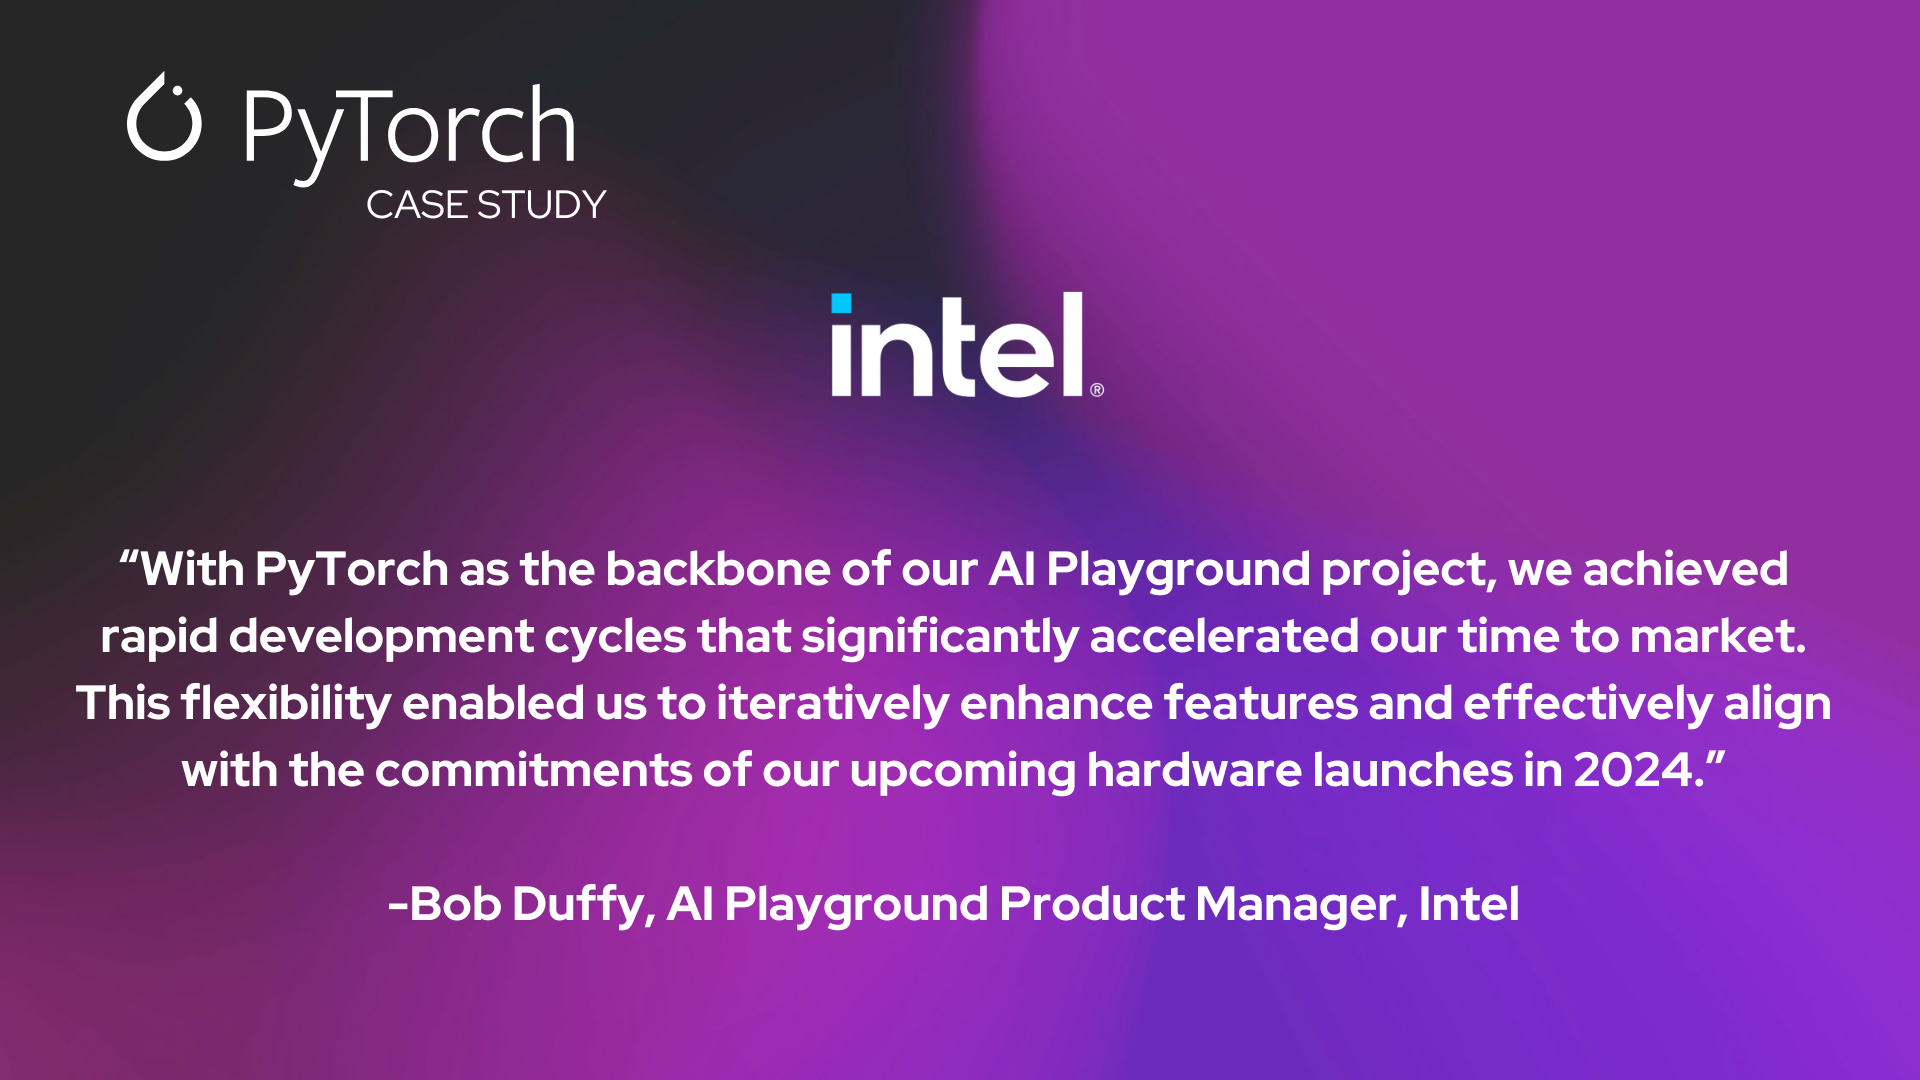 PyTorch
CASE STUDY
intel®
“With PyTorch as the backbone of our AI Playground project, we achieved
rapid development cycles that significantly accelerated our time to market.
This flexibility enabled us to iteratively enhance features and effectively align
with the commitments of our upcoming hardware launches in 2024.”
-Bob Duffy, AI Playground Product Manager, Intel